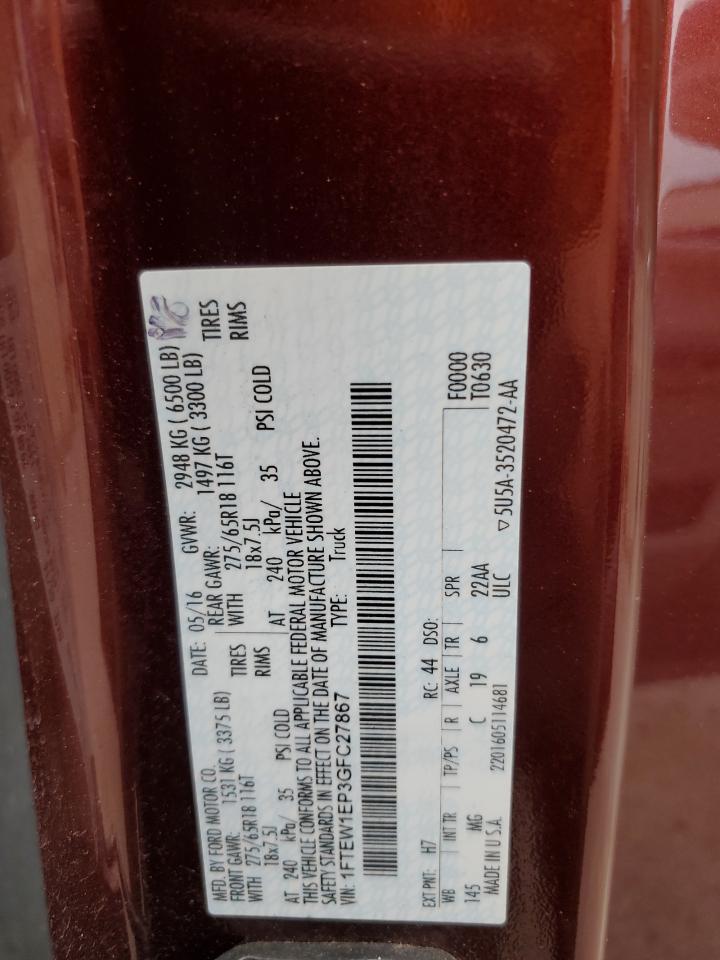 MFD. BY FORD MOTOR CO.
DATE: 05/16 GVWR: 2948 KG ( 6500 LB)
FRONT GAWR: 1531 KG ( 3375 LB) REAR GAWR: 1497 KG ( 3300 LB)
WITH 275/65R18 116T TIRES WITH 275/65R18 116T TIRES
18x7.5J RIMS 18x7.5J RIMS
AT 240 kPa/ 35 PSI COLD AT 240 kPa/ 35 PSI COLD
THIS VEHICLE CONFORMS TO ALL APPLICABLE FEDERAL MOTOR VEHICLE
SAFETY STANDARDS IN EFFECT ON THE DATE OF MANUFACTURE SHOWN ABOVE.
VIN: 1FTEW1EP3GFC27867 TYPE: Truck
EXT PNT: H7 RC: 44 DSO: F0000
WB INT TR TP/PS R AXLE TR SPR T0630
145 MG C 19 6 22AA
MADE IN U.S.A. 2201605114681 ULC ▽5U5A-3520472-AA